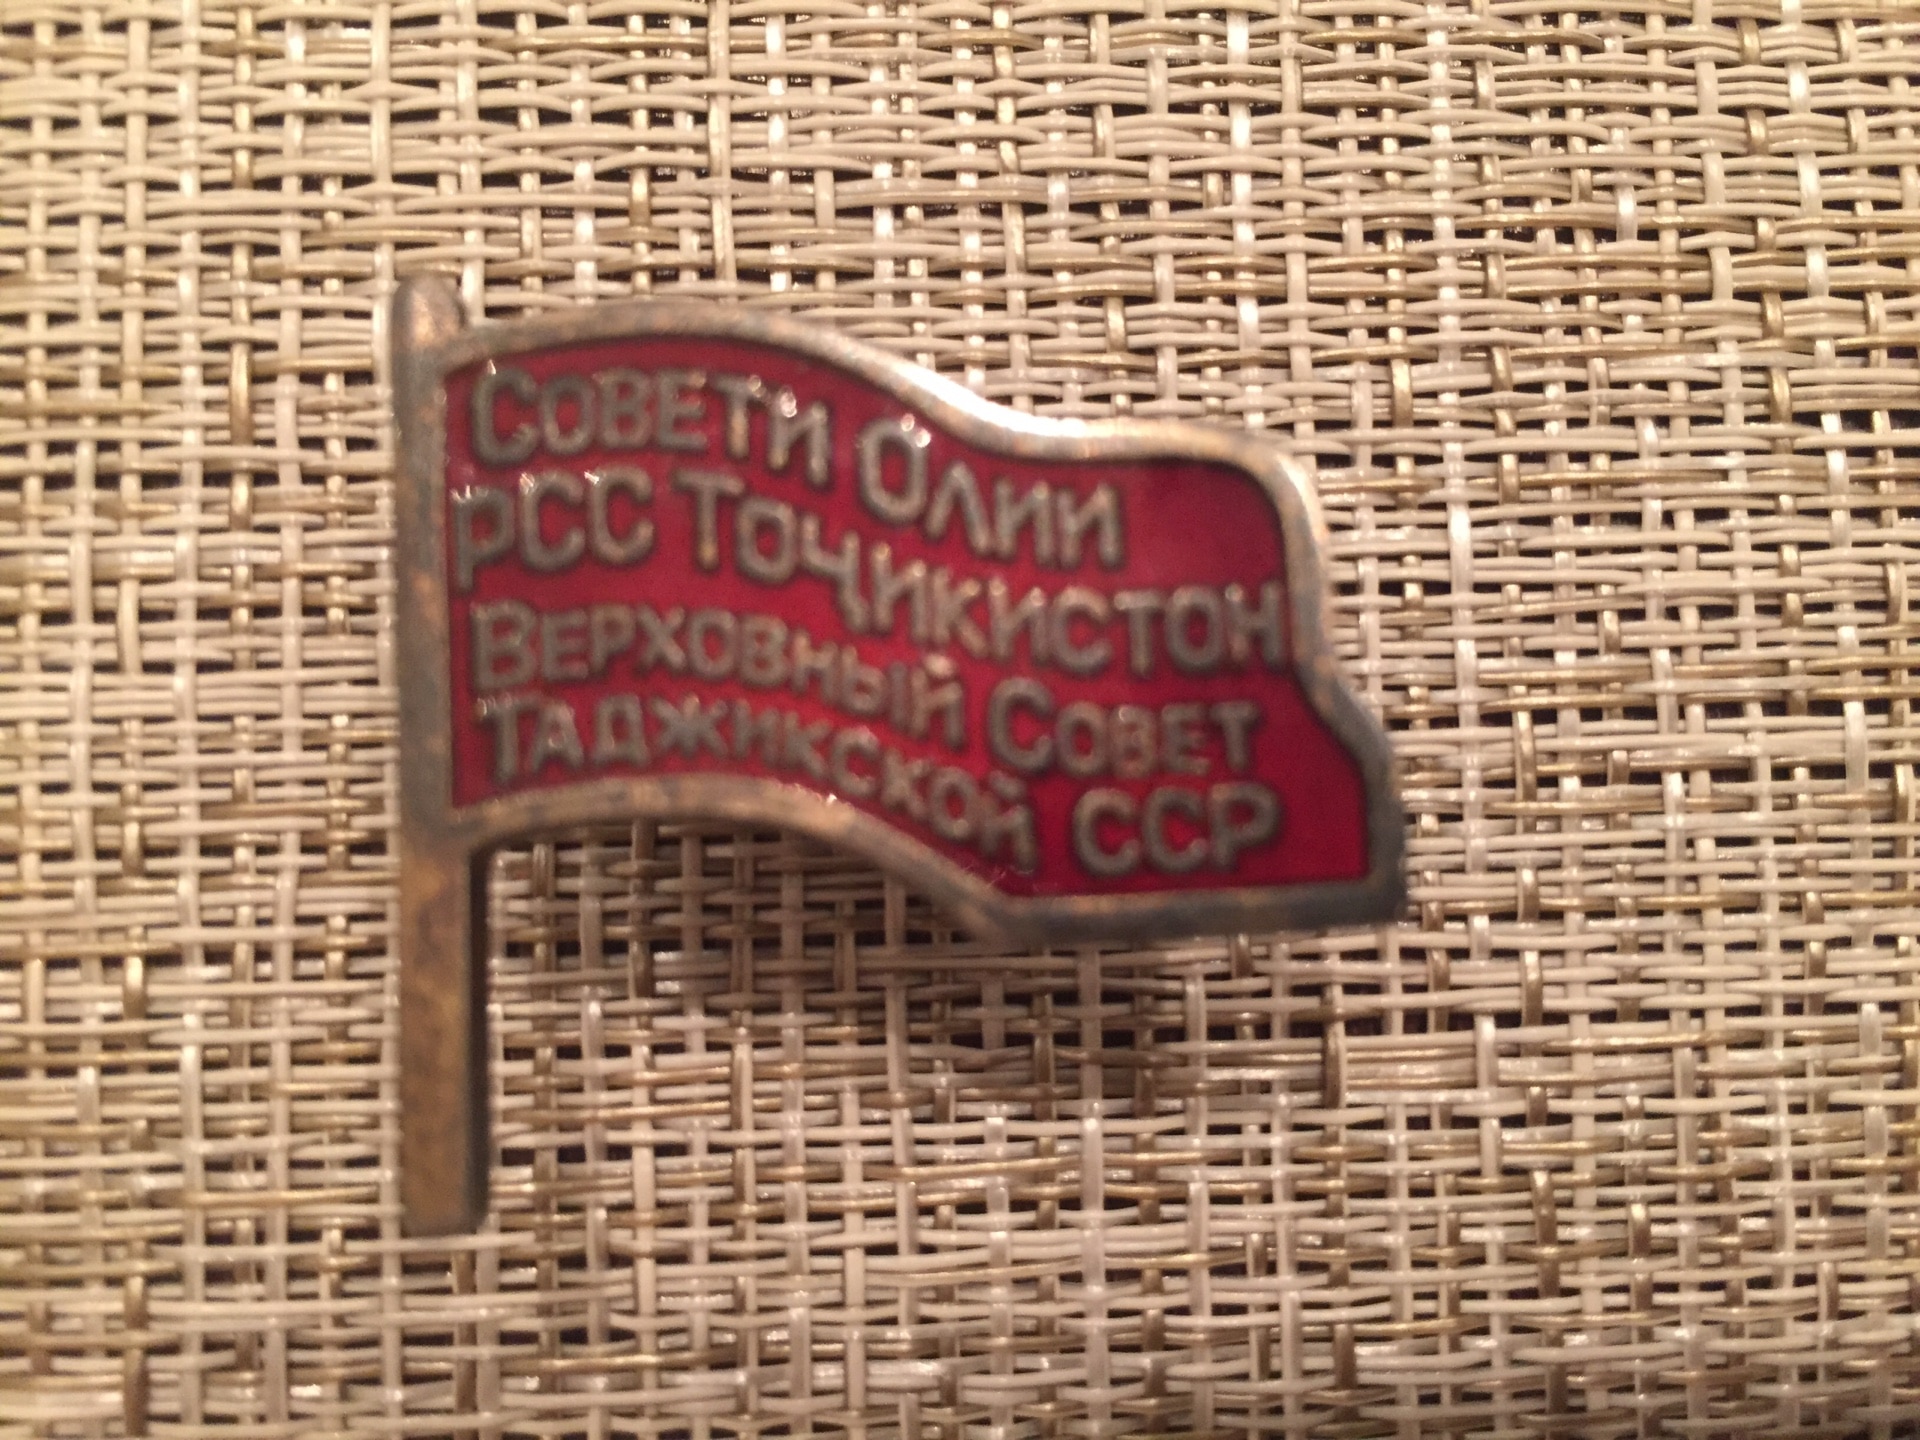 Совети Олии
РСС Тоҷикистон
Верховный Совет
Таджикской ССР